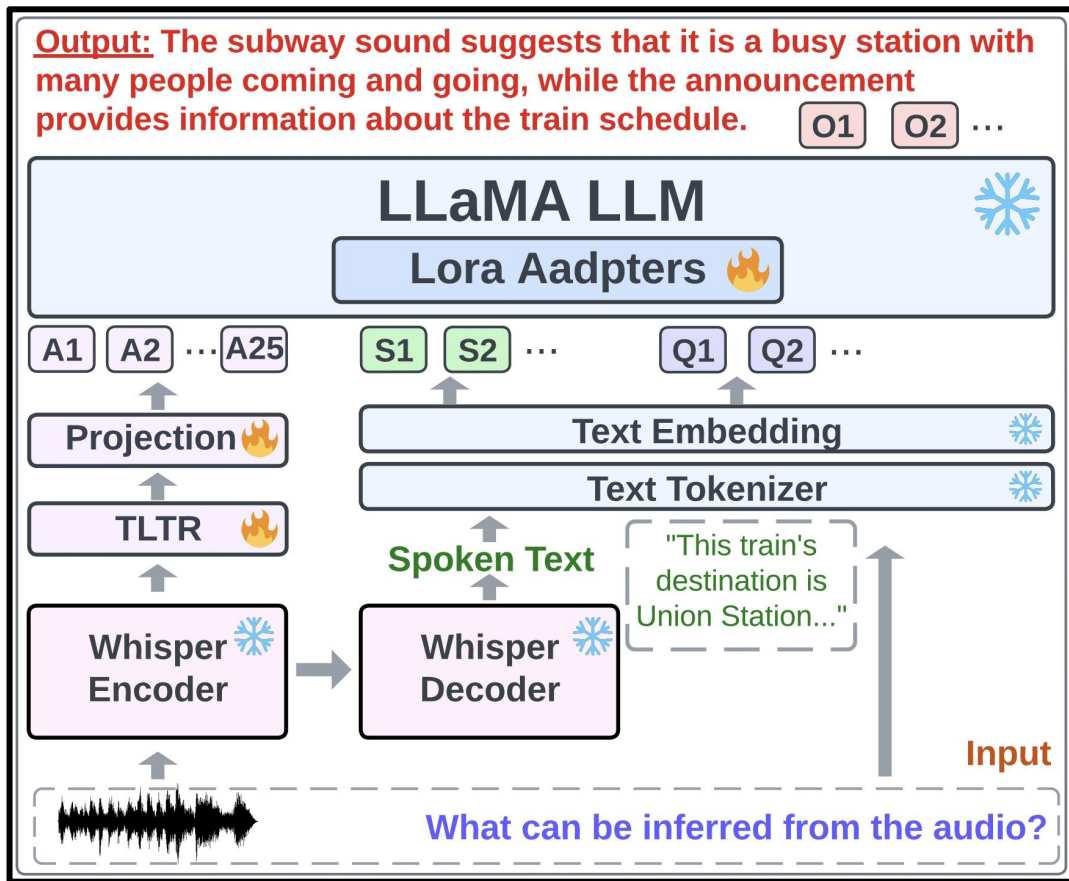 Output: The subway sound suggests that it is a busy station with
many people coming and going, while the announcement
provides information about the train schedule.
O1 O2 ...
LLaMA LLM
Lora Aadpters
A1 A2 ... A25 S1 S2 ... Q1 Q2 ...
Projection
Text Embedding
TLTR
Text Tokenizer
Spoken Text
"This train's
destination is
Union Station..."
Whisper
Encoder
Whisper
Decoder
Input
What can be inferred from the audio?